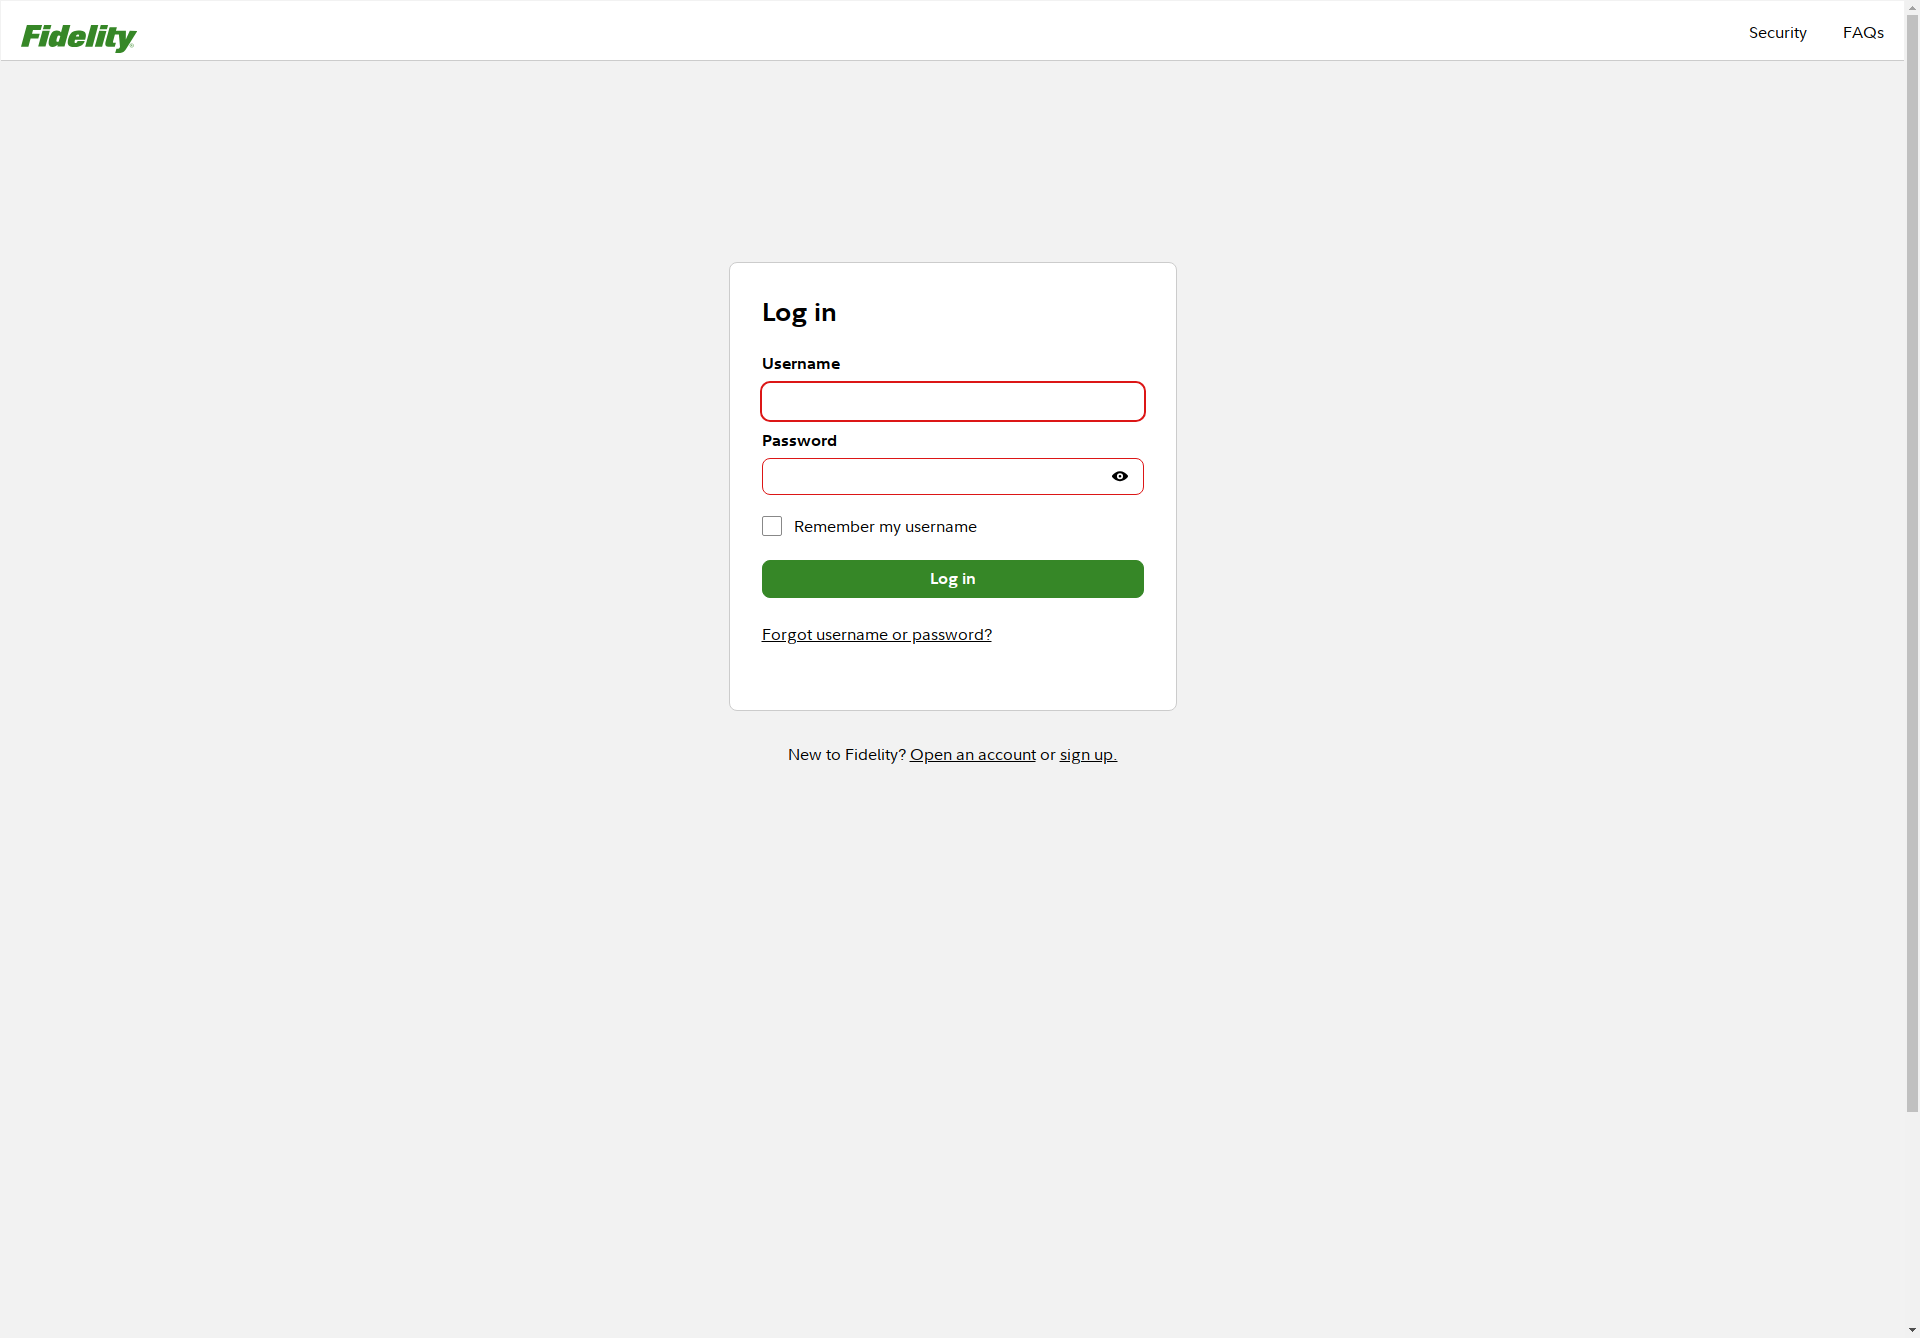 Fidelity
Security
FAQs
Log in
Username
Password
Remember my username
Log in
Forgot username or password?
New to Fidelity? Open an account or sign up.